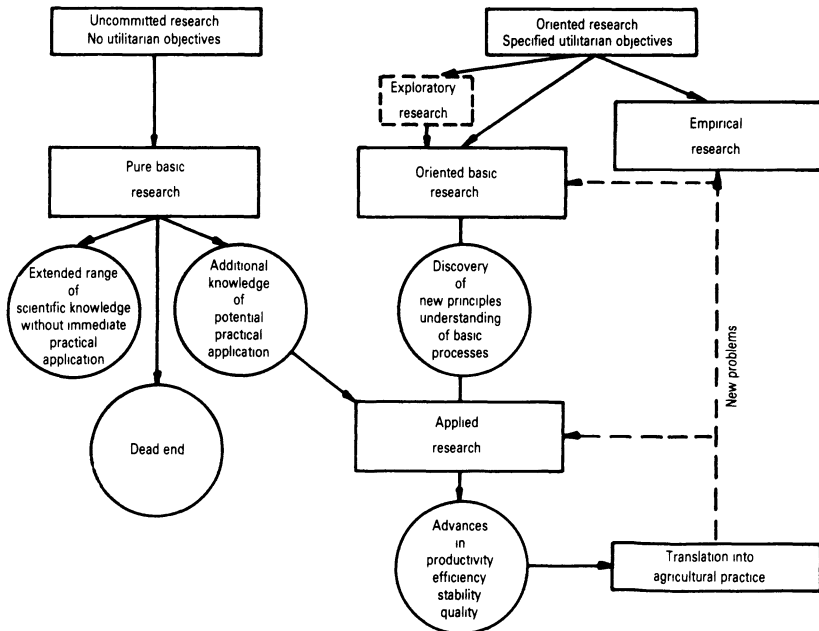 Uncommitted research
No utilitarian objectives
Oriented research
Specified utilitarian objectives
Exploratory
research
Empirical
research
Pure basic
research
Oriented basic
research
Extended range
of
scientific knowledge
without immediate
practical
application
Additional
knowledge
of
potential
practical
application
Discovery
of
new principles
understanding
of basic
processes
New problems
Dead end
Applied
research
Advances
in
productivity
efficiency
stability
quality
Translation into
agricultural practice